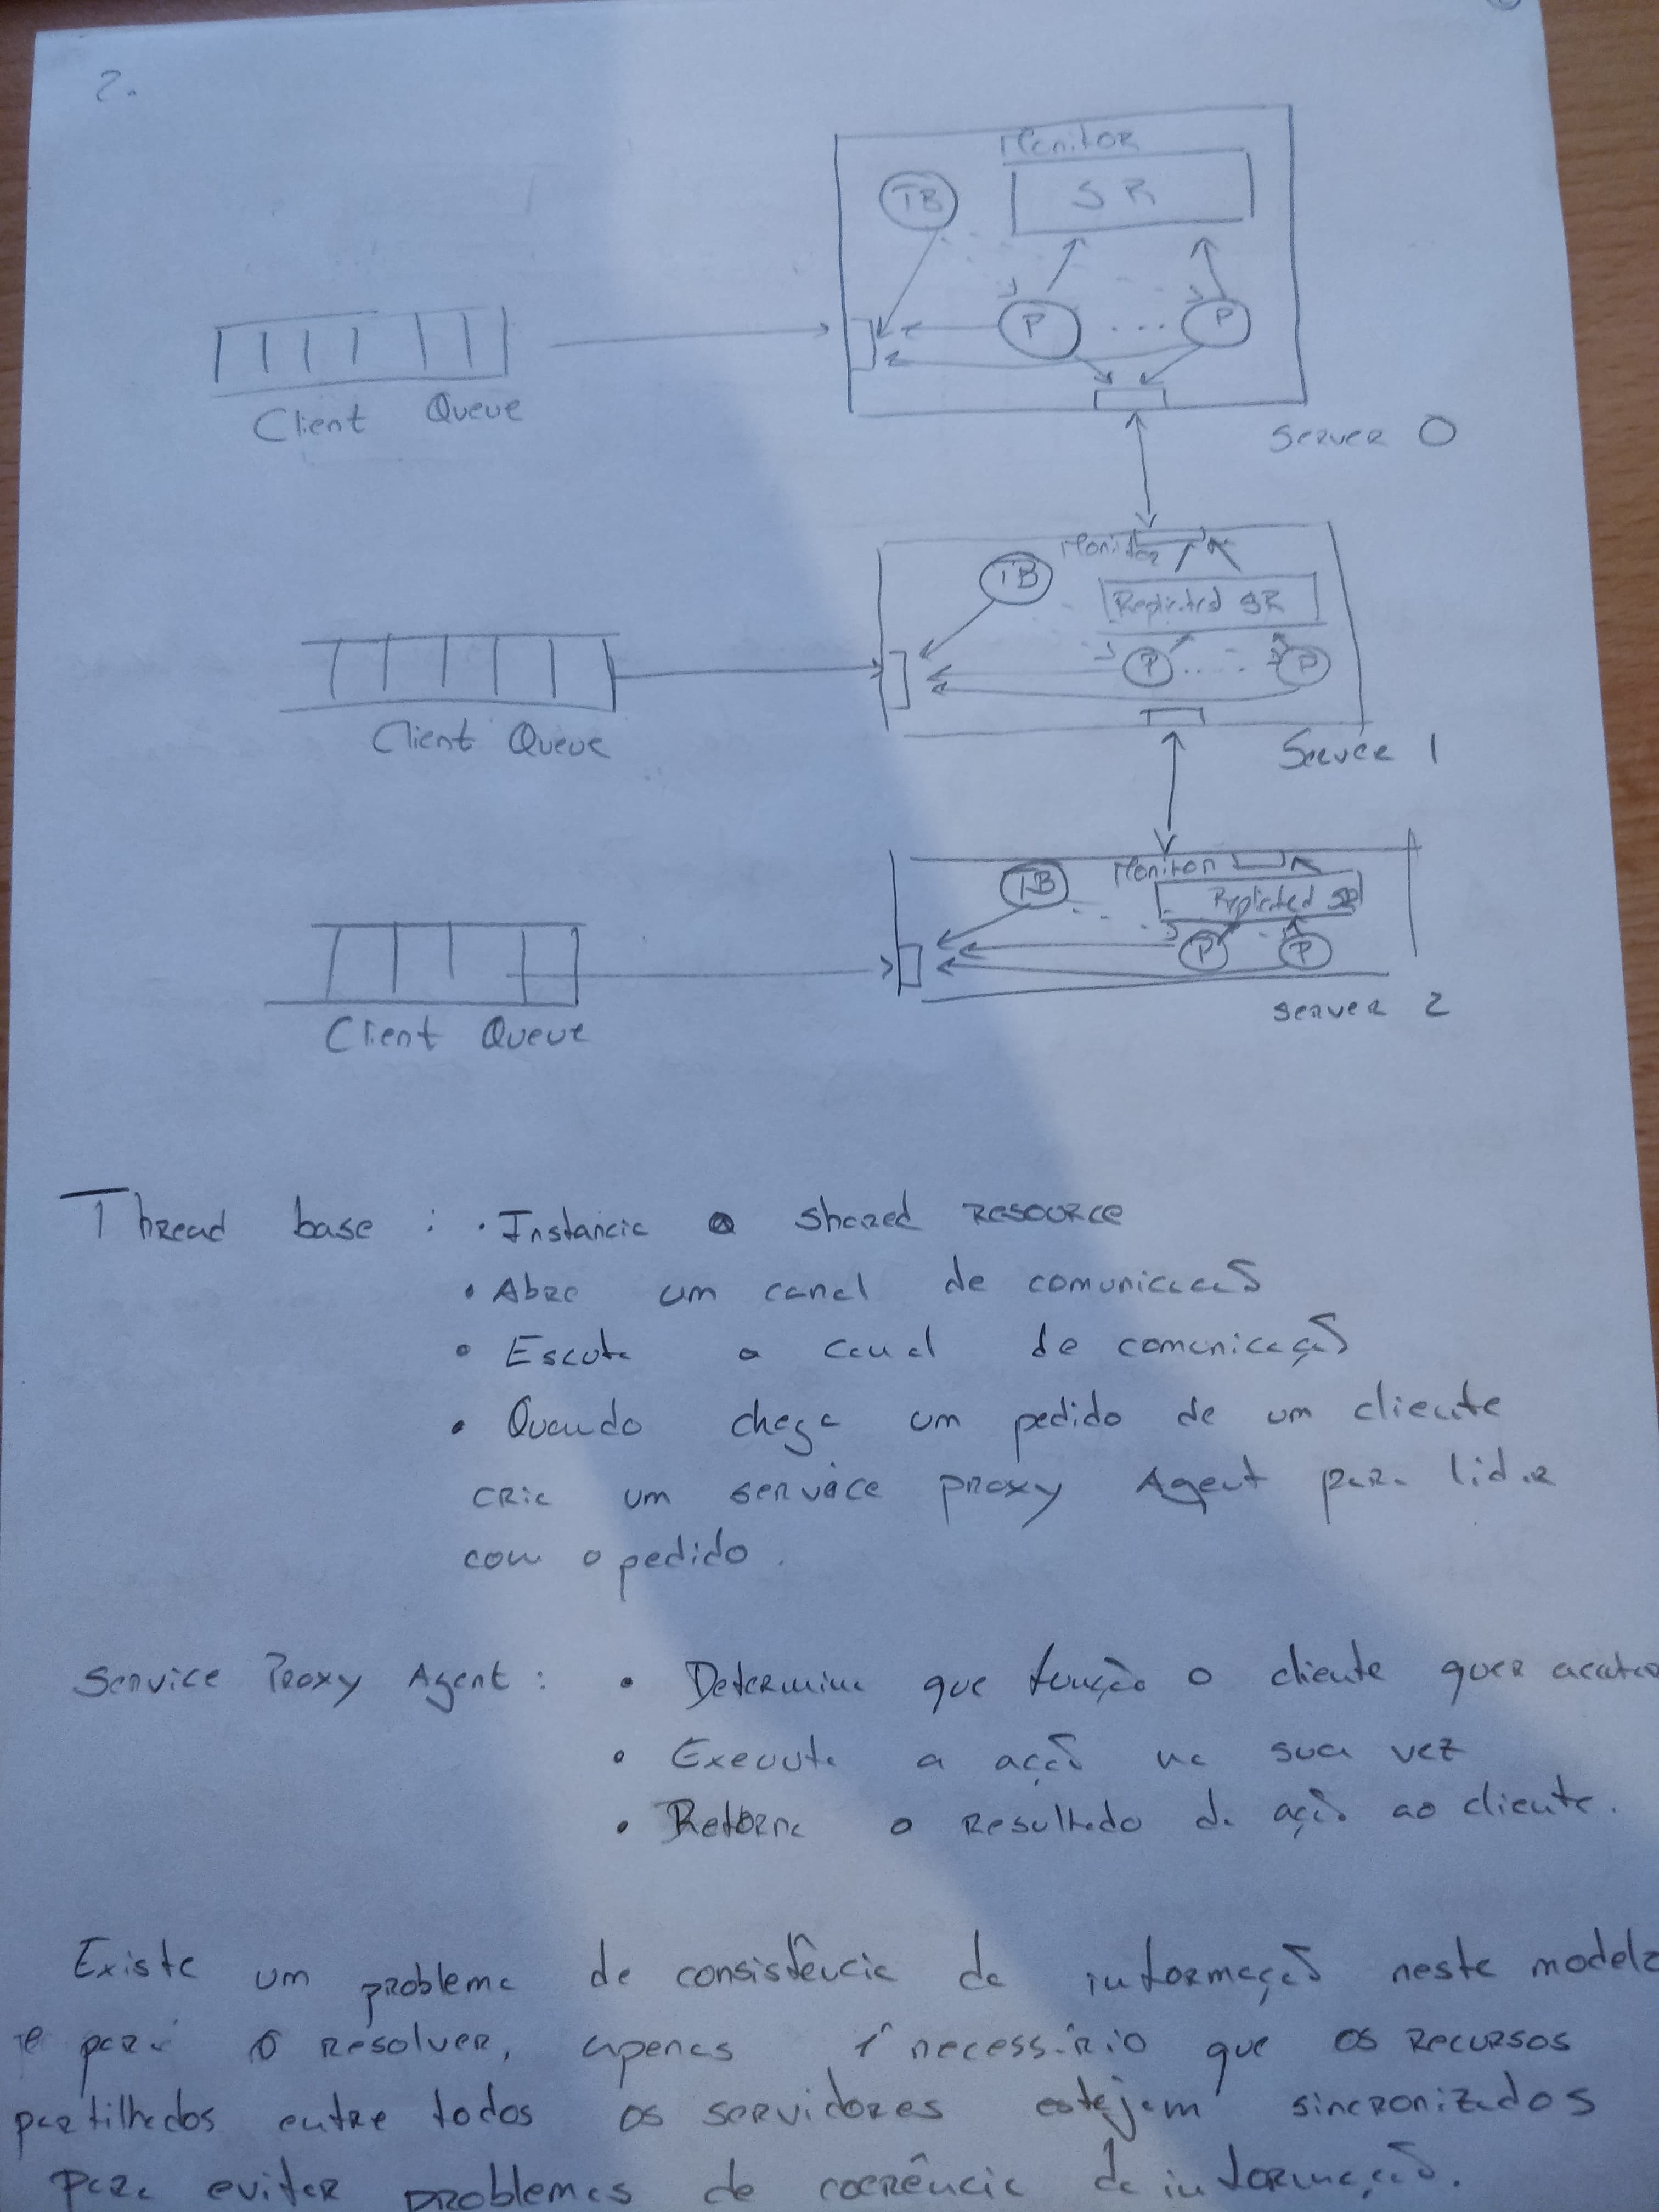 2.
Monitor
TB
SR
P
P
Client Queue
Server 0
Monitor
TB
Replicated SR
P
P
Client Queue
Server 1
Monitor
TB
Replicated SR
P
P
Client Queue
Server 2
Thread base : • Instancia o shared resource
• Abre um canal de comunicação
• Escuta o canal de comunicação
• Quando chega um pedido de um cliente
cria um service proxy Agent para lidar
com o pedido.
Service Proxy Agent : • Determina que função o cliente quer
• Executa a ação na sua vez
• Retorna o resultado da ação ao cliente.
Existe um problema de consistência da informação neste modelo
e para o resolver, apenas é necessário que os recursos
partilhados entre todos os servidores estejam sincronizados
para evitar problemas de coerência da informação.